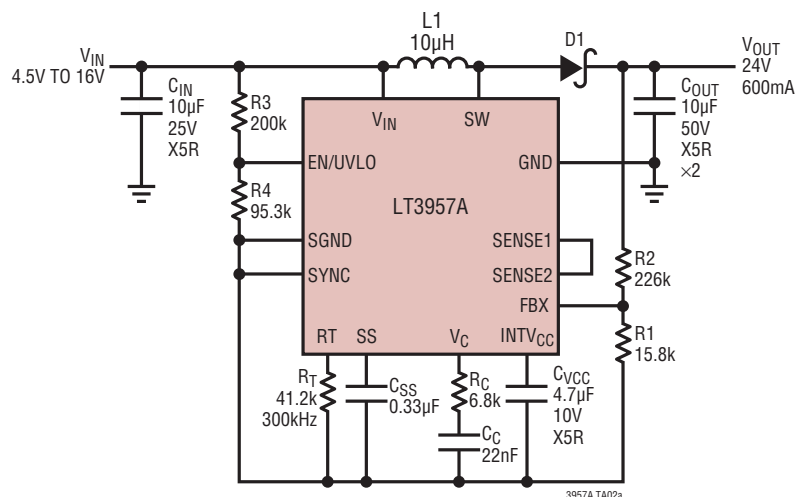 L1
10µH
D1
VIN
4.5V TO 16V
VOUT
24V
600mA
CIN
10µF
25V
X5R
R3
200k
COUT
10µF
50V
X5R
×2
VIN
SW
EN/UVLO
GND
R4
95.3k
LT3957A
SGND
SENSE1
SYNC
SENSE2
R2
226k
FBX
RT
SS
VC
INTVCC
R1
15.8k
RT
41.2k
300kHz
CSS
0.33µF
RC
6.8k
CC
22nF
CVCC
4.7µF
10V
X5R
3957A TA02a